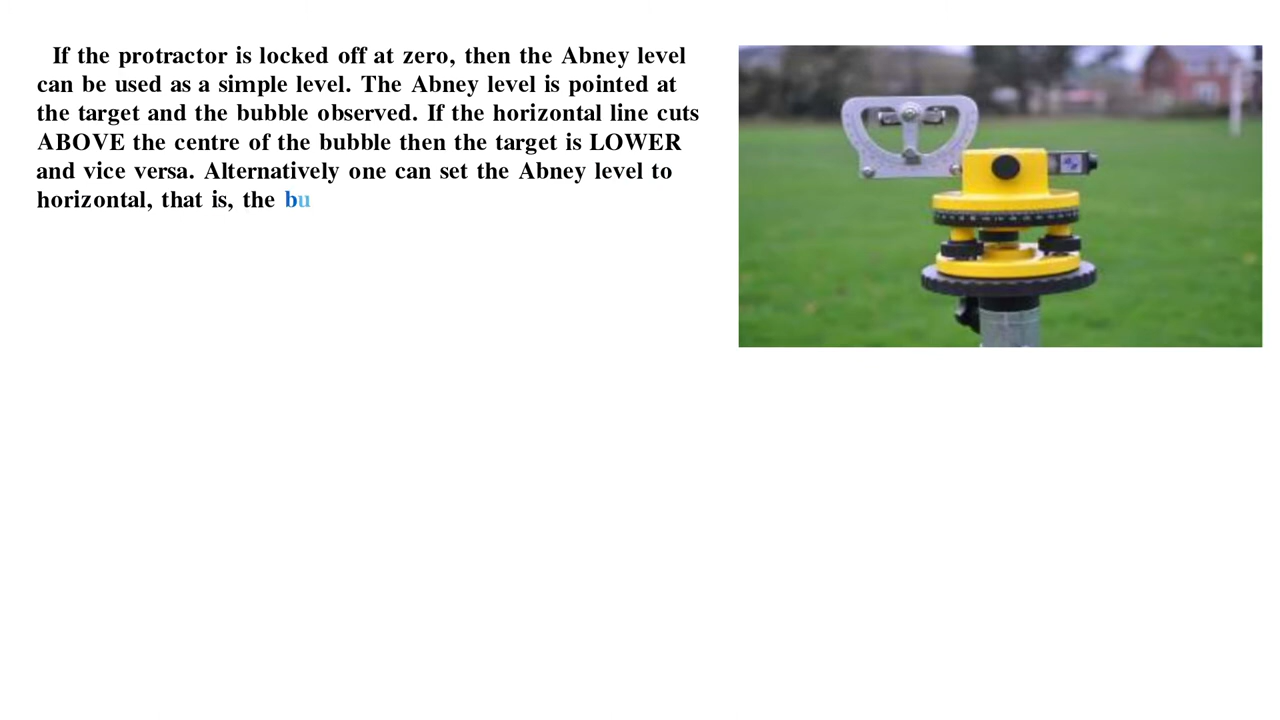 If the protractor is locked off at zero, then the Abney level
can be used as a simple level. The Abney level is pointed at
the target and the bubble observed. If the horizontal line cuts
ABOVE the centre of the bubble then the target is LOWER
and vice versa. Alternatively one can set the Abney level to
horizontal, that is, the bu